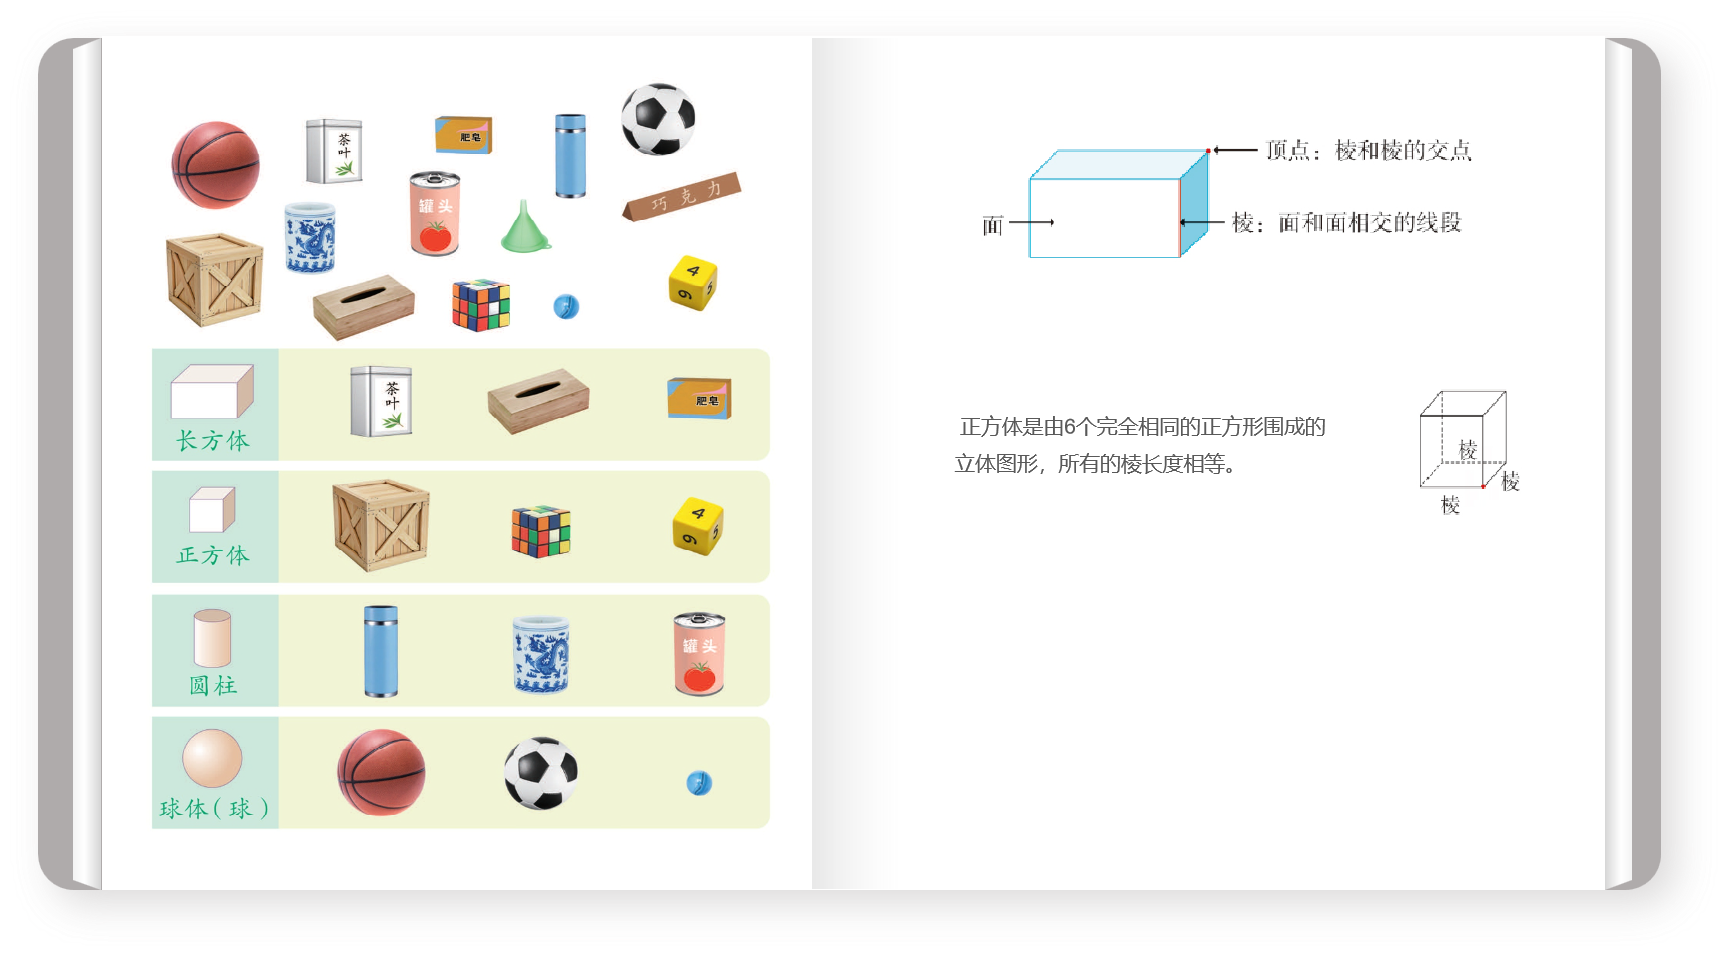 茶叶
肥皂
罐头
巧克力
4
5
6
长方体
茶叶
肥皂
正方体
4
5
6
圆柱
罐头
球体(球)
顶点：棱和棱的交点
面
棱：面和面相交的线段
正方体是由6个完全相同的正方形围成的
立体图形，所有的棱长度相等。
棱
棱
棱